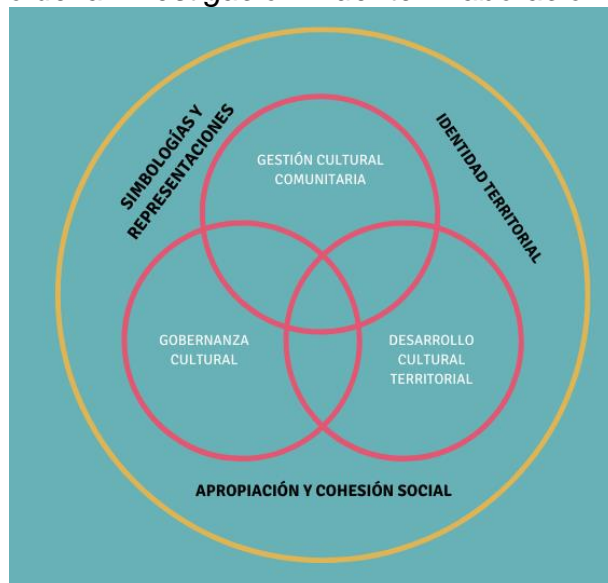 SIMBOLOGÍAS Y
REPRESENTACIONES
IDENTIDAD TERRITORIAL
GESTIÓN CULTURAL
COMUNITARIA
GOBERNANZA
CULTURAL
DESARROLLO
CULTURAL
TERRITORIAL
APROPIACIÓN Y COHESIÓN SOCIAL